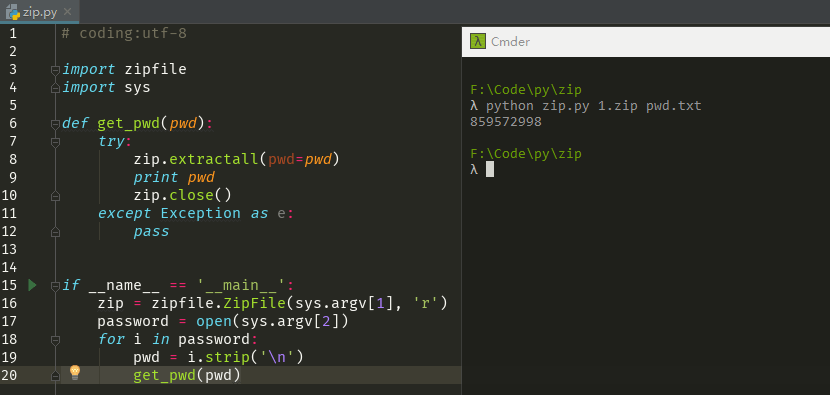 zip.py
1 # coding:utf-8
2
3 import zipfile
4 import sys
5
6 def get_pwd(pwd):
7 try:
8 zip.extractall(pwd=pwd)
9 print pwd
10 zip.close()
11 except Exception as e:
12 pass
13
14
15 if __name__ == '__main__':
16 zip = zipfile.ZipFile(sys.argv[1], 'r')
17 password = open(sys.argv[2])
18 for i in password:
19 pwd = i.strip('\n')
20 get_pwd(pwd)
λ Cmder
F:\Code\py\zip
λ python zip.py 1.zip pwd.txt
859572998
F:\Code\py\zip
λ